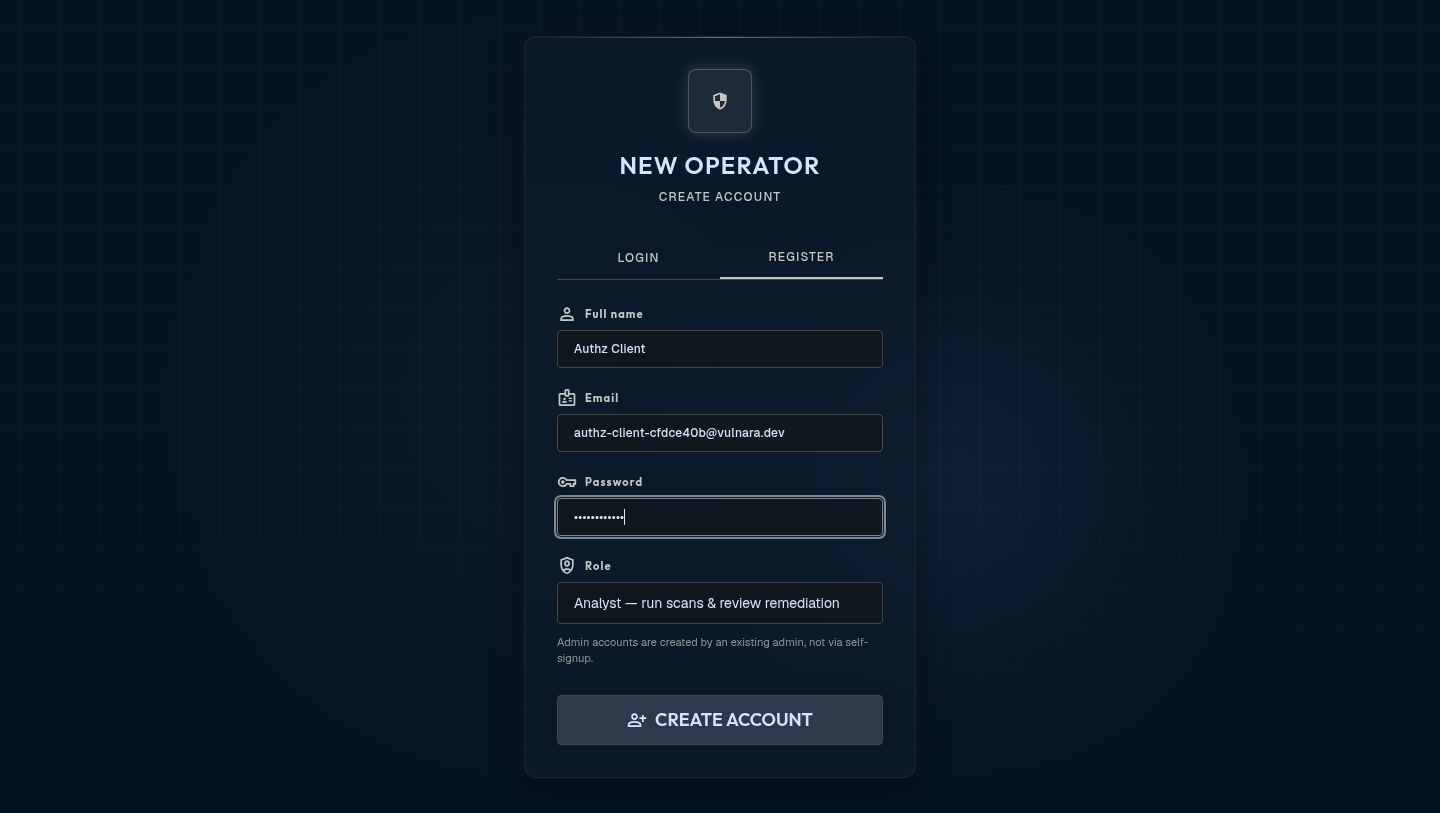 NEW OPERATOR
CREATE ACCOUNT
LOGIN
REGISTER
Full name
Authz Client
Email
authz-client-cfdce40b@vulnara.dev
Password
••••••••••••
Role
Analyst — run scans & review remediation
Admin accounts are created by an existing admin, not via self-
signup.
CREATE ACCOUNT